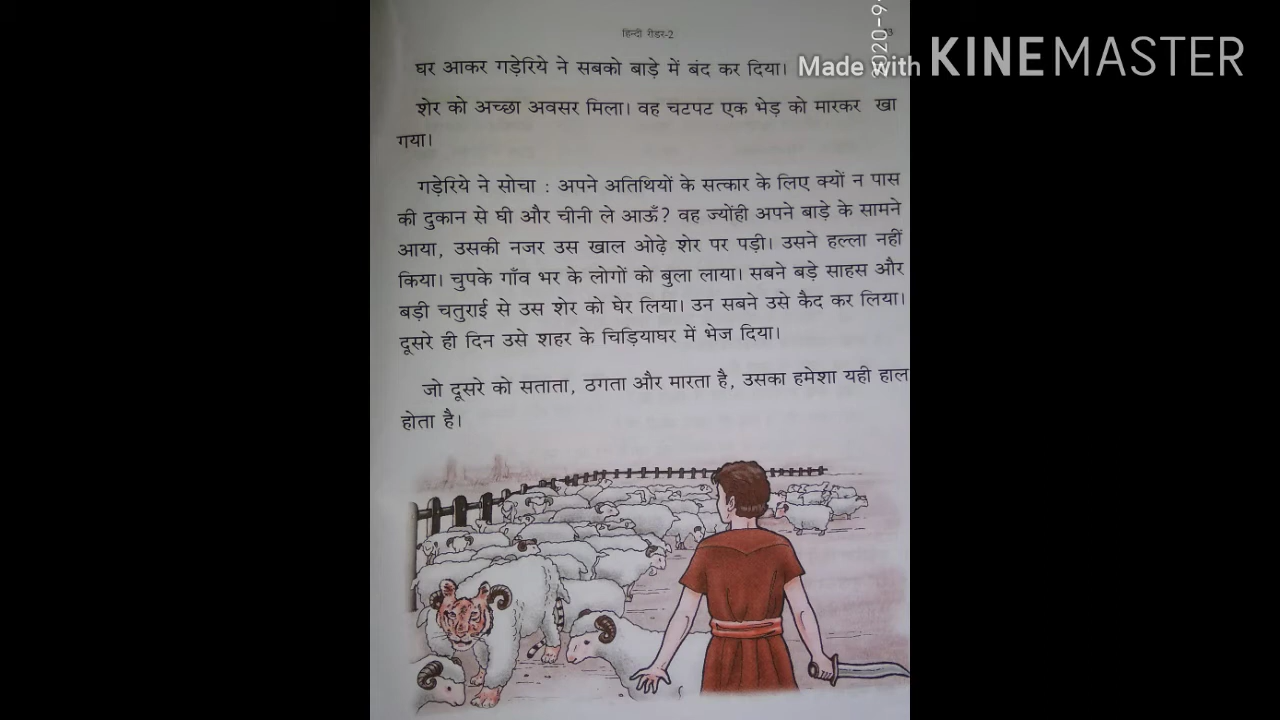 हिन्दी रीडर-2
Made with KINEMASTER
घर आकर गड़ेरिये ने सबको बाड़े में बंद कर दिया।
शेर को अच्छा अवसर मिला। वह चटपट एक भेड़ को मारकर खा
गया।
गड़ेरिये ने सोचा : अपने अतिथियों के सत्कार के लिए क्यों न पास
की दुकान से घी और चीनी ले आऊँ? वह ज्योंही अपने बाड़े के सामने
आया, उसकी नजर उस खाल ओढ़े शेर पर पड़ी। उसने हल्ला नहीं
किया। चुपके गाँव भर के लोगों को बुला लाया। सबने बड़े साहस और
बड़ी चतुराई से उस शेर को घेर लिया। उन सबने उसे कैद कर लिया।
दूसरे ही दिन उसे शहर के चिड़ियाघर में भेज दिया।
जो दूसरे को सताता, ठगता और मारता है, उसका हमेशा यही हाल
होता है।